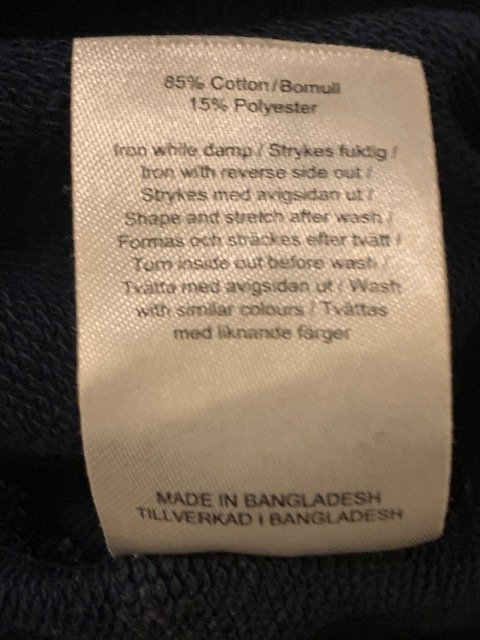 85% Cotton/Bomull
15% Polyester
Iron while damp / Strykes fuktig /
Iron with reverse side out /
Strykes med avigsidan ut /
Shape and stretch after wash /
Formas och sträckes efter tvätt /
Turn inside out before wash /
Tvätta med avigsidan ut / Wash
with similar colours / Tvättas
med liknande färger
MADE IN BANGLADESH
TILLVERKAD I BANGLADESH